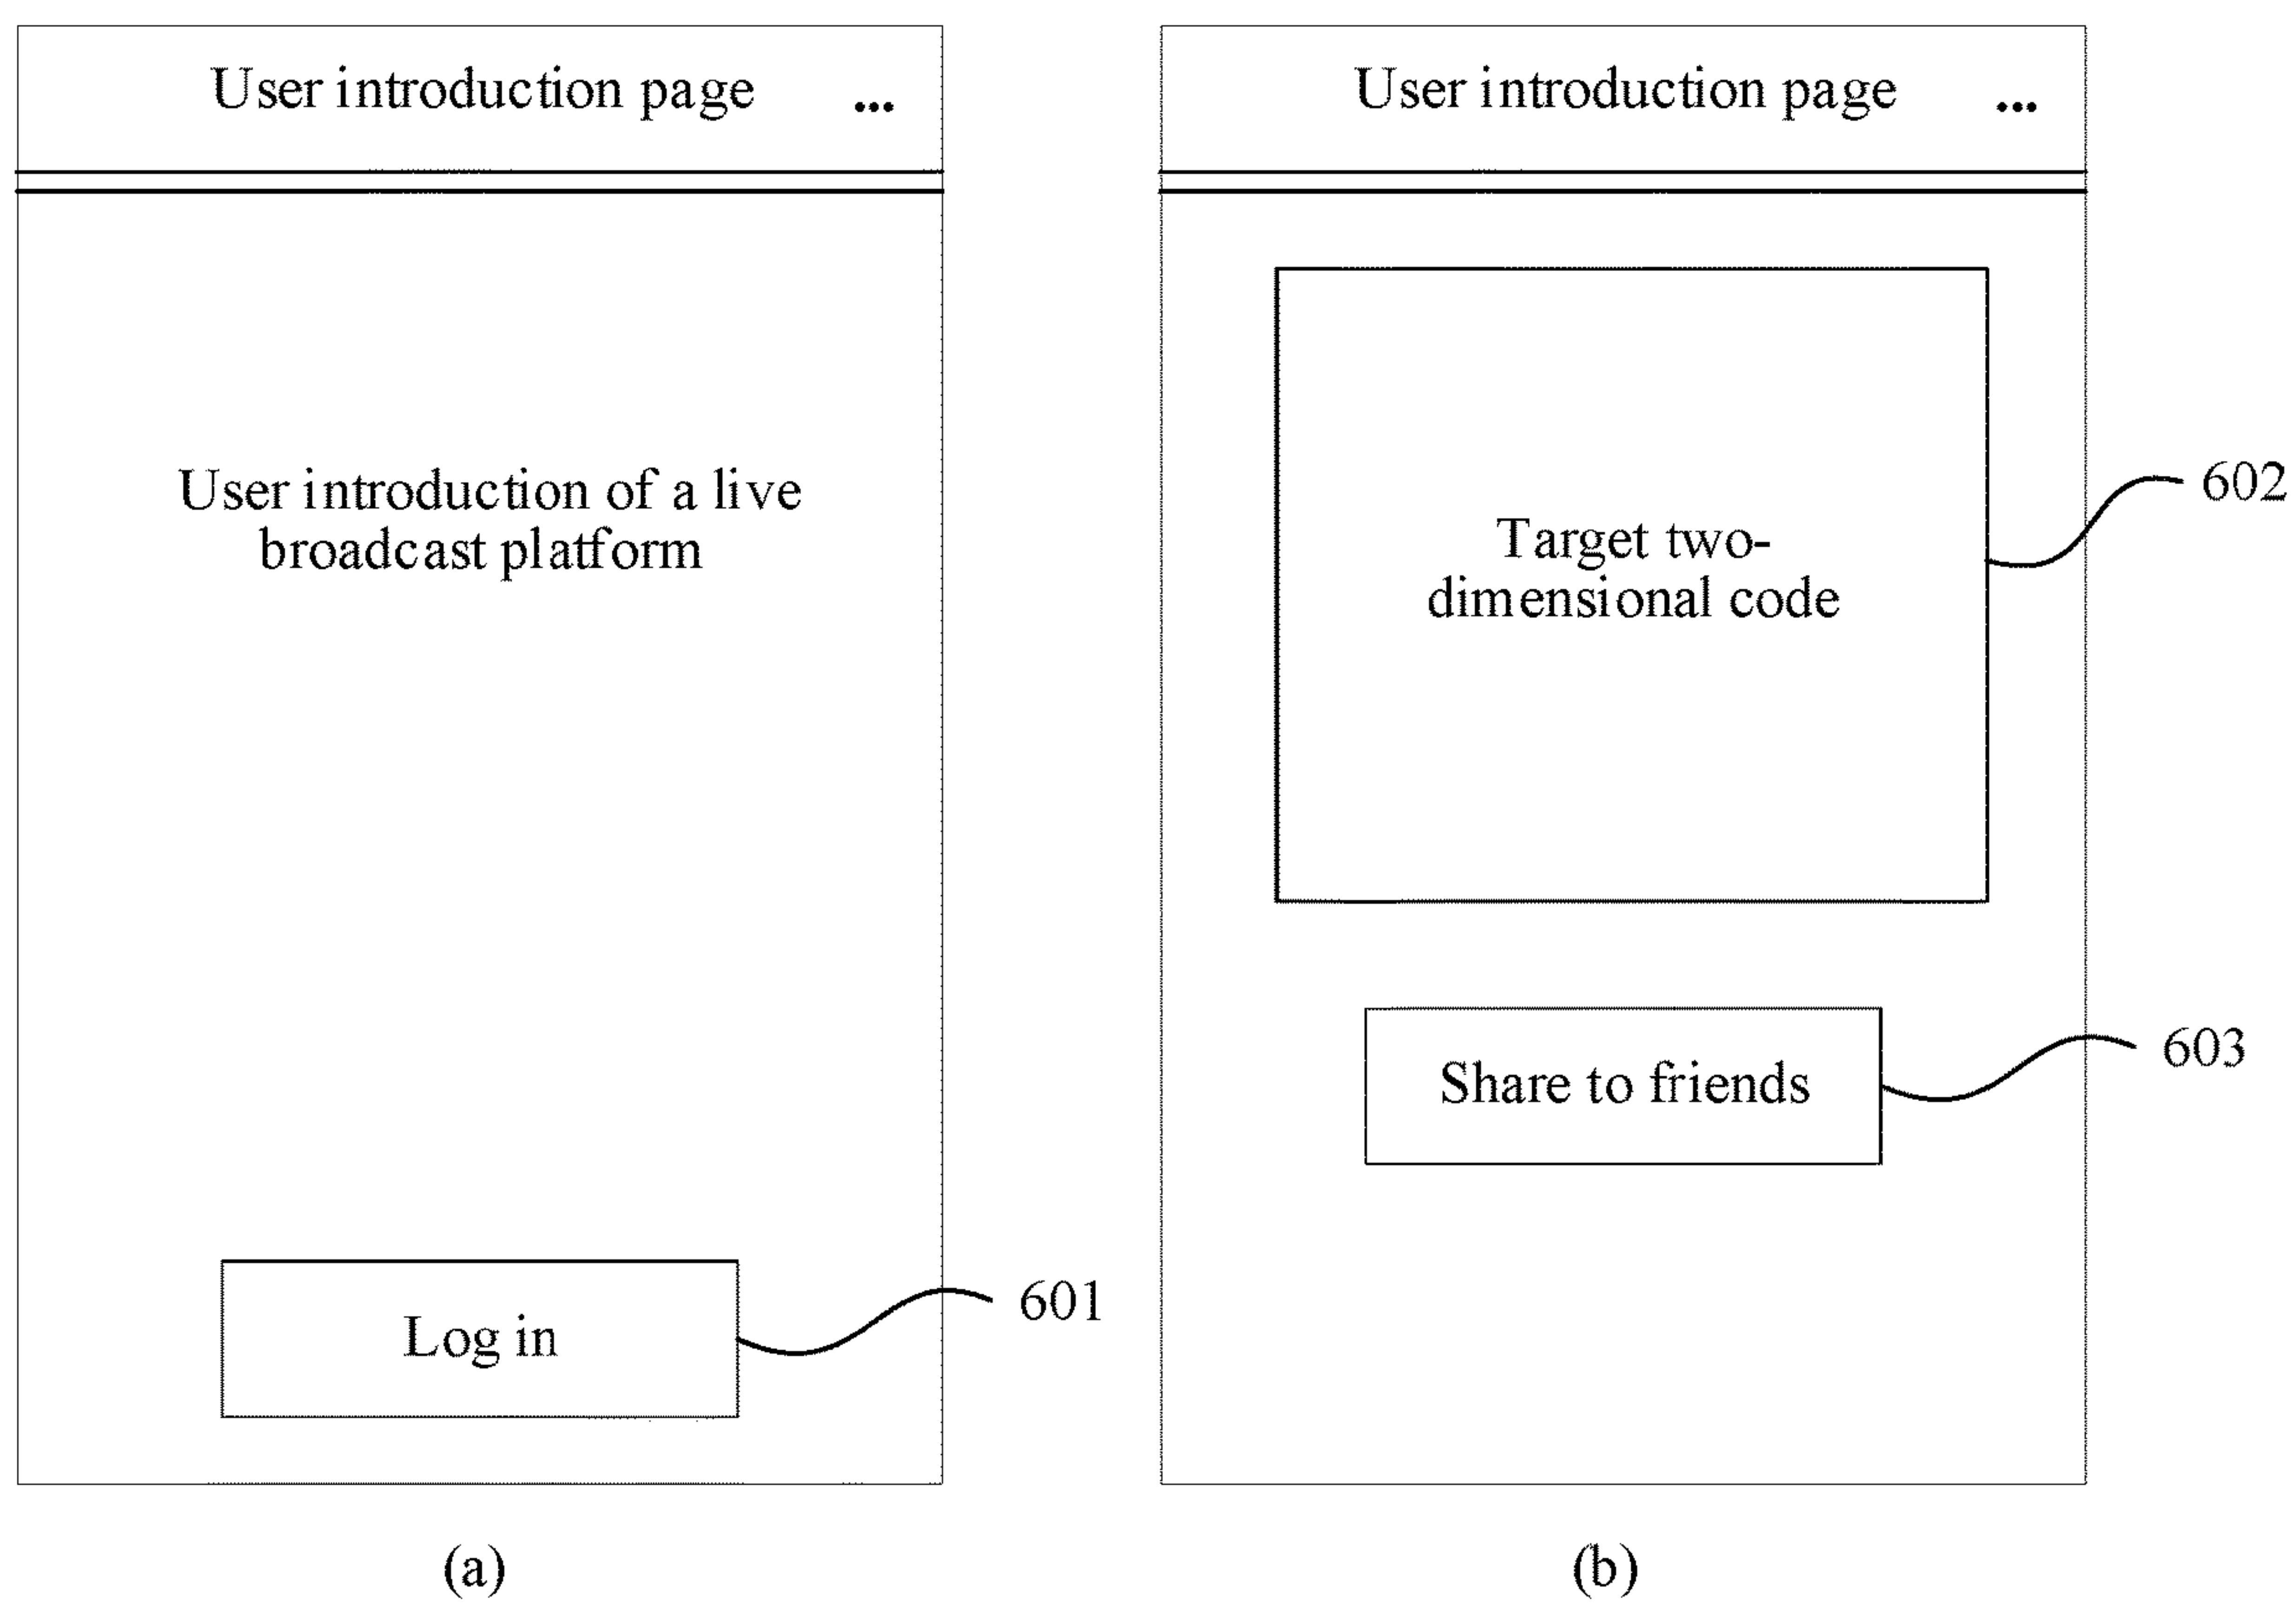 User introduction page ...
User introduction of a live
broadcast platform
Log in
601
(a)
User introduction page ...
Target two-
dimensional code
602
Share to friends
603
(b)